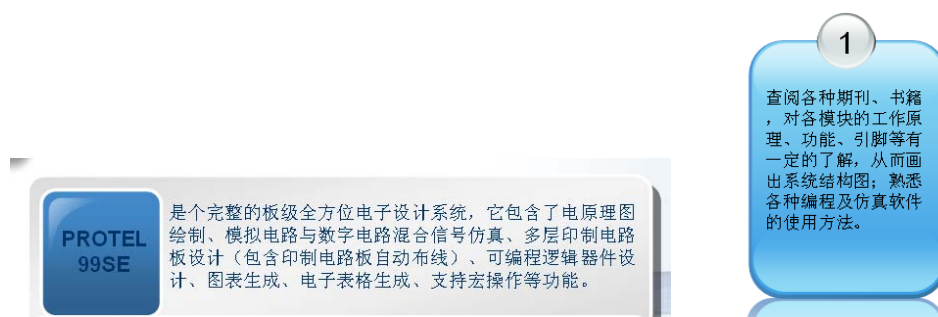 PROTEL
99SE
是个完整的板级全方位电子设计系统，它包含了电原理图
绘制、模拟电路与数字电路混合信号仿真、多层印制电路
板设计（包含印制电路板自动布线）、可编程逻辑器件设
计、图表生成、电子表格生成、支持宏操作等功能。
1
查阅各种期刊、书籍
，对各模块的工作原
理、功能、引脚等有
一定的了解，从而画
出系统结构图；熟悉
各种编程及仿真软件
的使用方法。